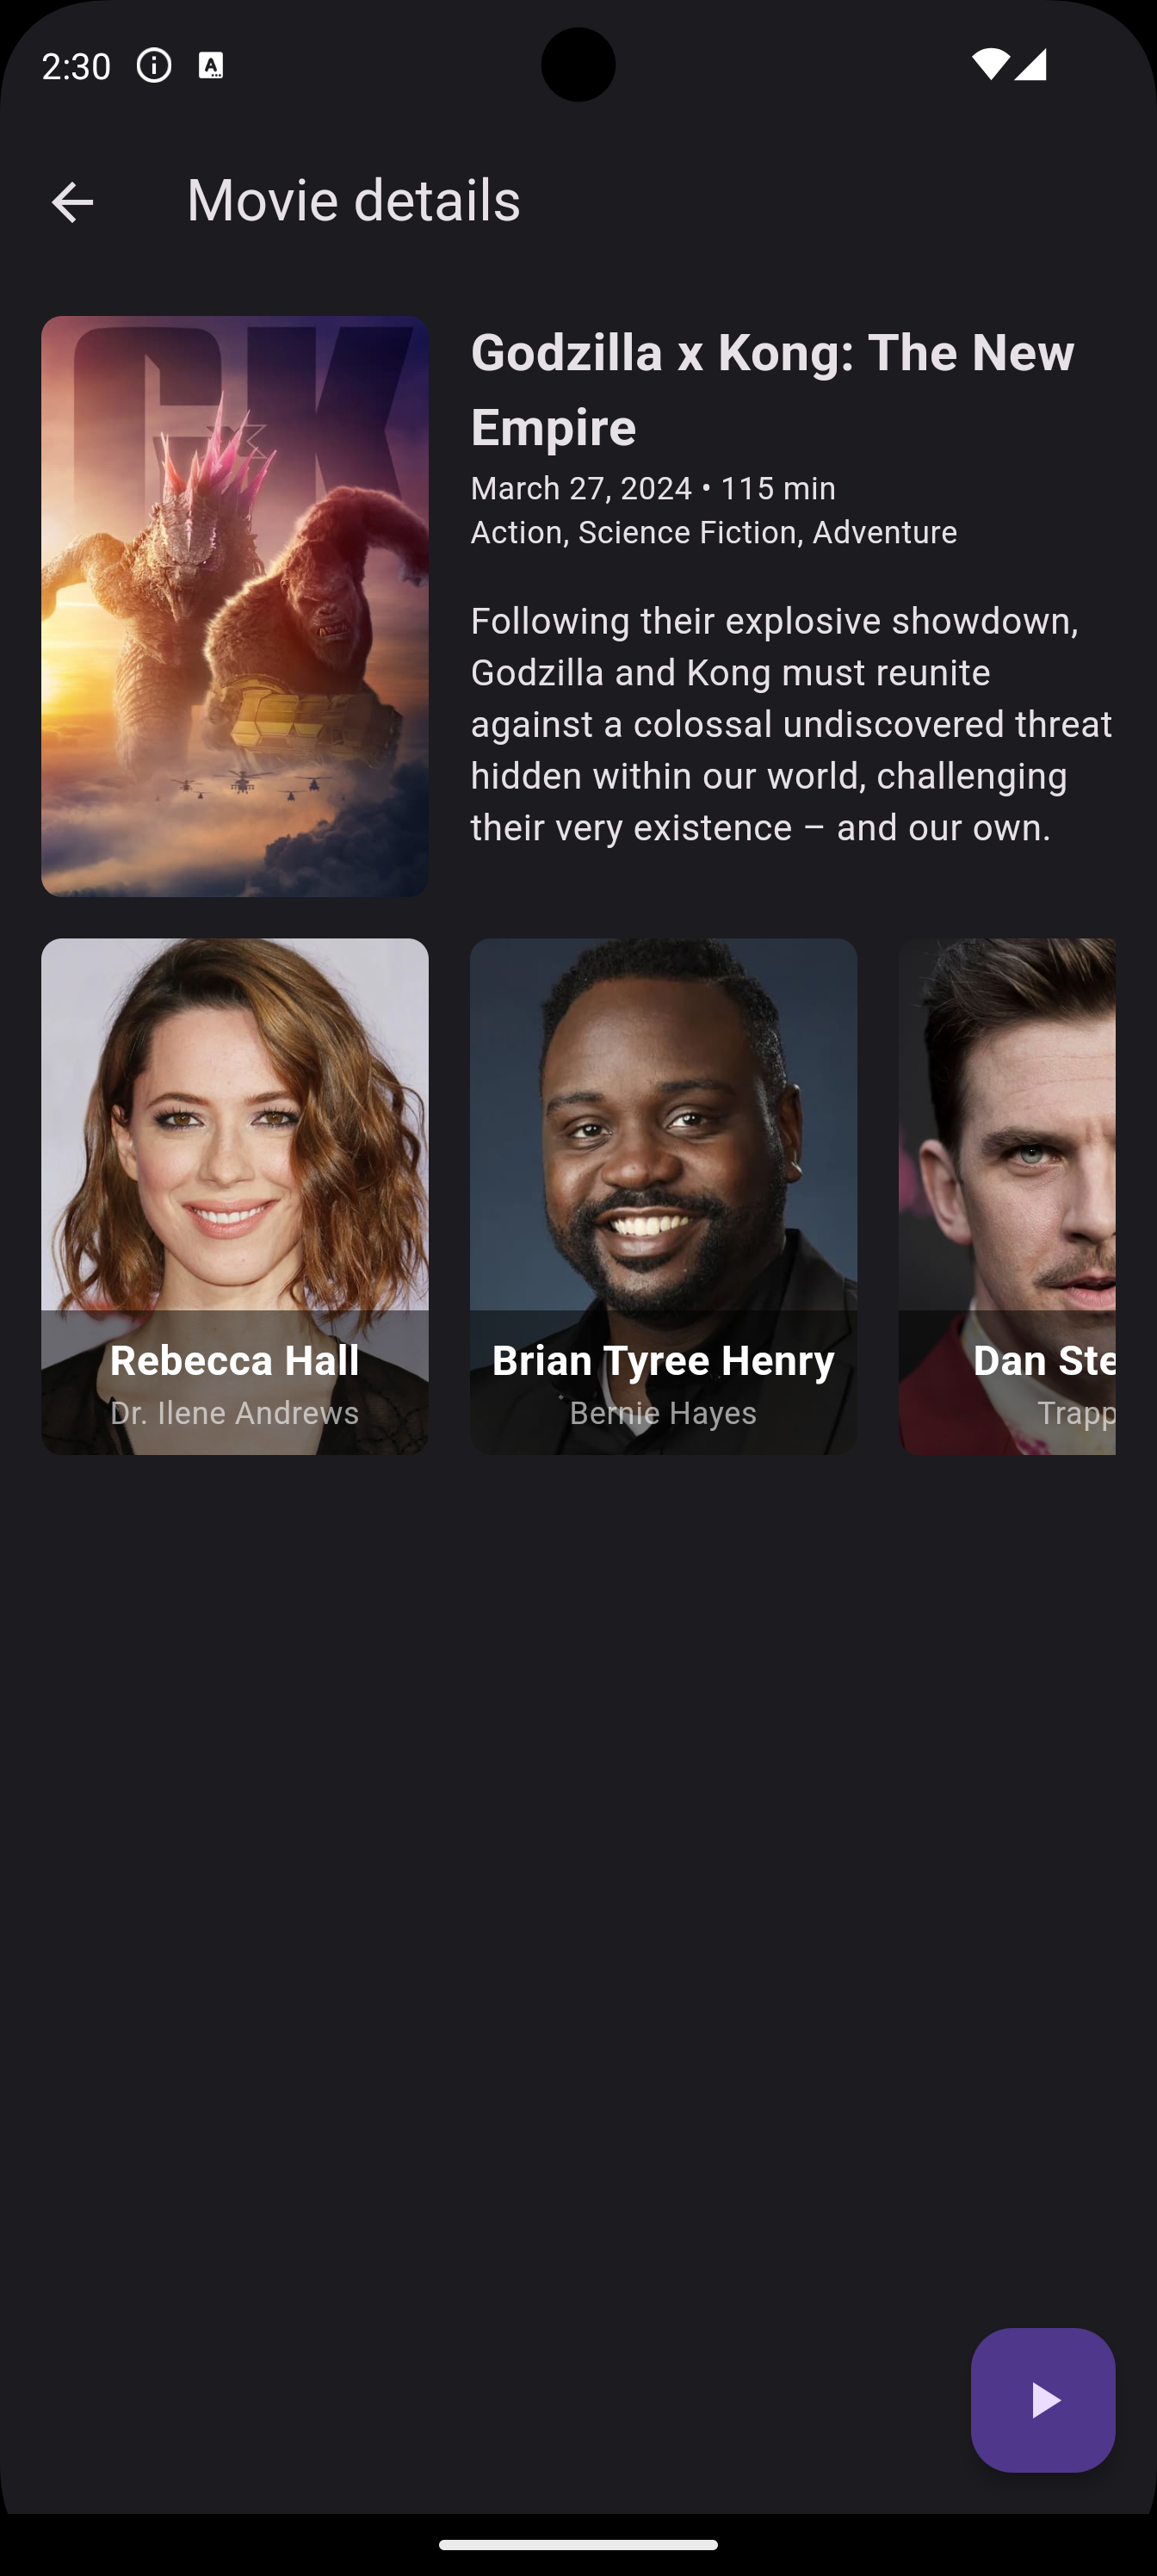 2:30
Movie details
GK
Godzilla x Kong: The New
Empire
March 27, 2024 • 115 min
Action, Science Fiction, Adventure
Following their explosive showdown,
Godzilla and Kong must reunite
against a colossal undiscovered threat
hidden within our world, challenging
their very existence – and our own.
Rebecca Hall
Dr. Ilene Andrews
Brian Tyree Henry
Bernie Hayes
Dan Ste
Trapp